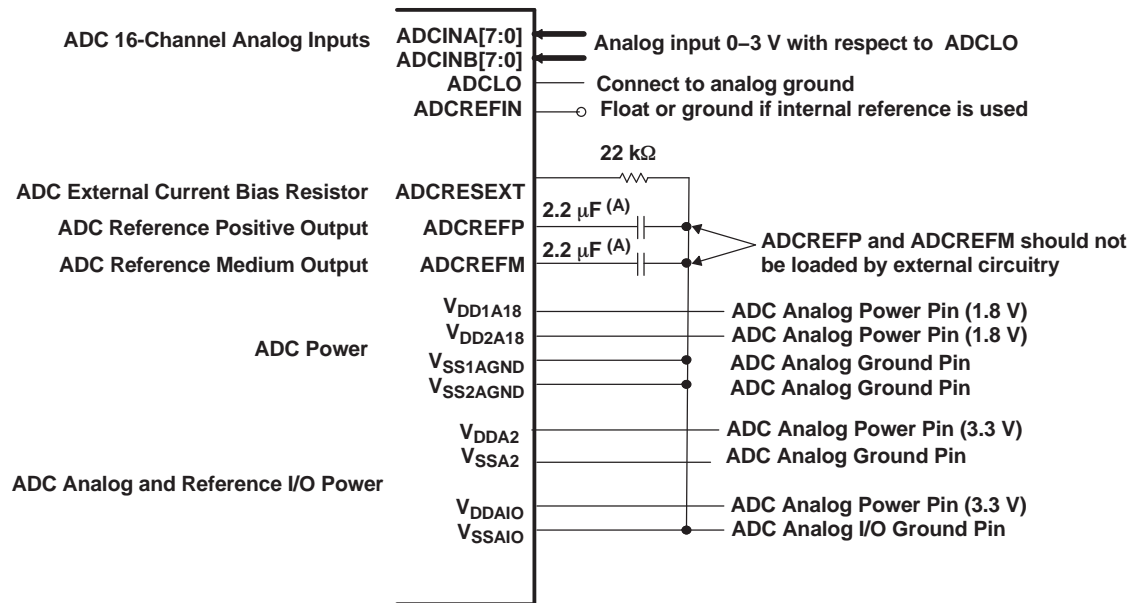 ADC 16-Channel Analog Inputs
ADCINA[7:0]
ADCINB[7:0]
Analog input 0–3 V with respect to ADCLO
ADCLO
Connect to analog ground
ADCREFIN
Float or ground if internal reference is used
22 kΩ
ADC External Current Bias Resistor
ADCRESEXT
2.2 μF (A)
ADC Reference Positive Output
ADCREFP
2.2 μF (A)
ADC Reference Medium Output
ADCREFM
ADCREFP and ADCREFM should not
be loaded by external circuitry
VDD1A18
ADC Analog Power Pin (1.8 V)
VDD2A18
ADC Analog Power Pin (1.8 V)
ADC Power
VSS1AGND
ADC Analog Ground Pin
VSS2AGND
ADC Analog Ground Pin
VDDA2
ADC Analog Power Pin (3.3 V)
VSSA2
ADC Analog Ground Pin
ADC Analog and Reference I/O Power
VDDAIO
ADC Analog Power Pin (3.3 V)
VSSAIO
ADC Analog I/O Ground Pin